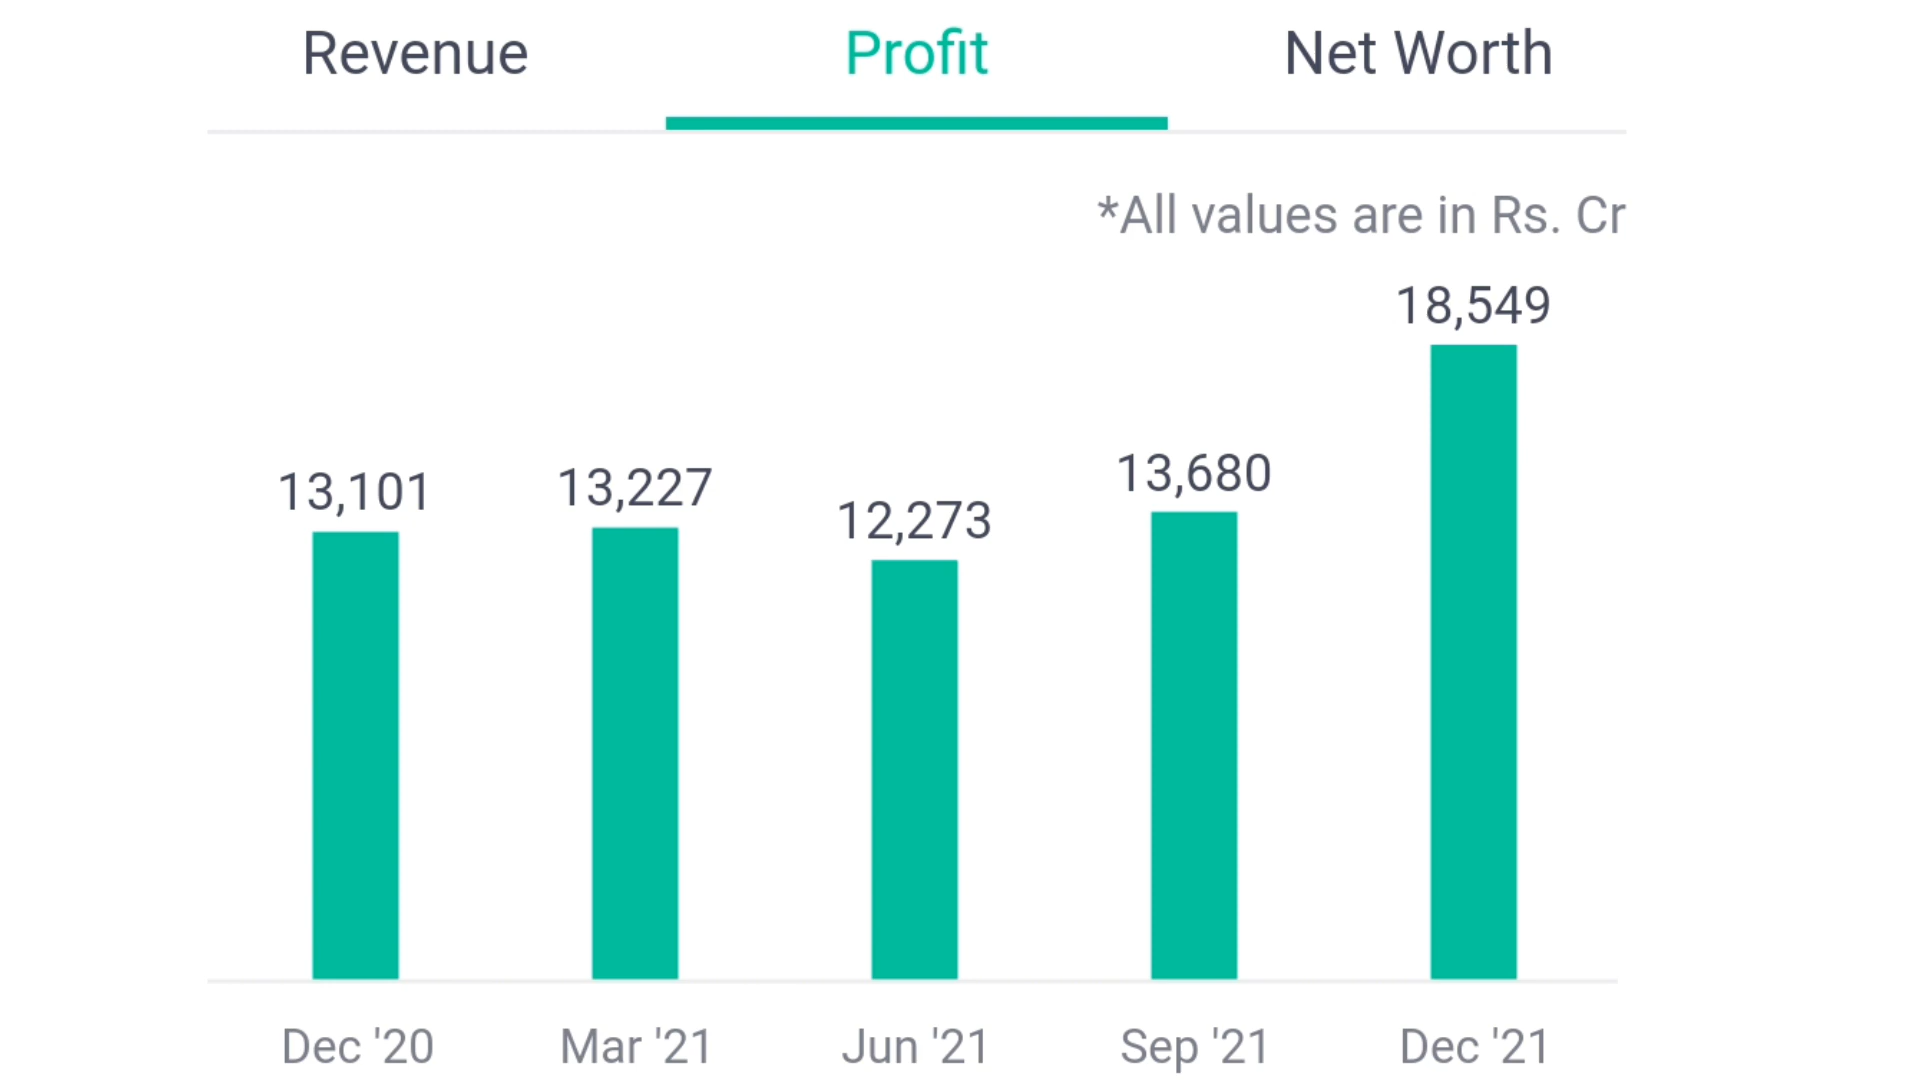 Revenue Profit Net Worth
*All values are in Rs. Cr
18,549
13,101 13,227 12,273 13,680
Dec '20 Mar '21 Jun '21 Sep '21 Dec '21